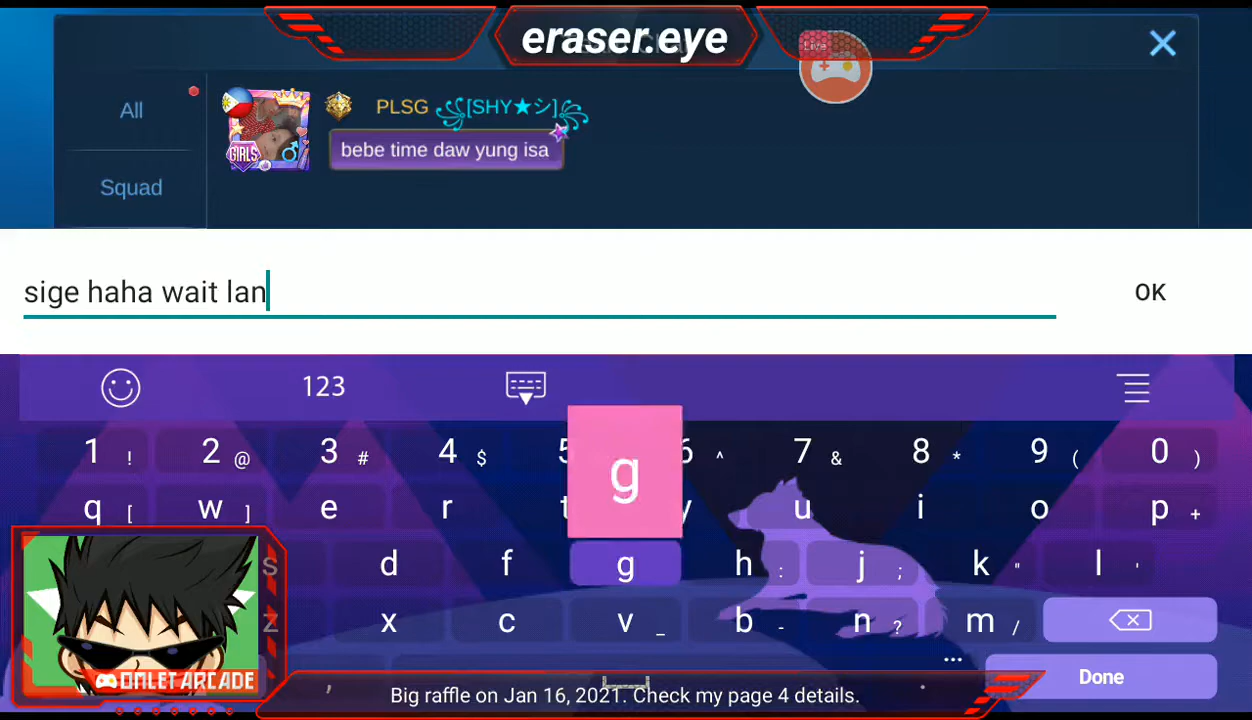 eraser.eye
Live
All
Squad
PLSG ꧁[SHY★シ]꧂
GIRLS
bebe time daw yung isa
sige haha wait lan
OK
123
1 ! 2 @ 3 # 4 $ 5 6 ^ 7 & 8 * 9 ( 0 )
g
q [ w ] e r t y u i o p +
s d f g h : j ; k " l '
z x c v _ b - n ? m /
, ... . Done
OMLET ARCADE
Big raffle on Jan 16, 2021. Check my page 4 details.